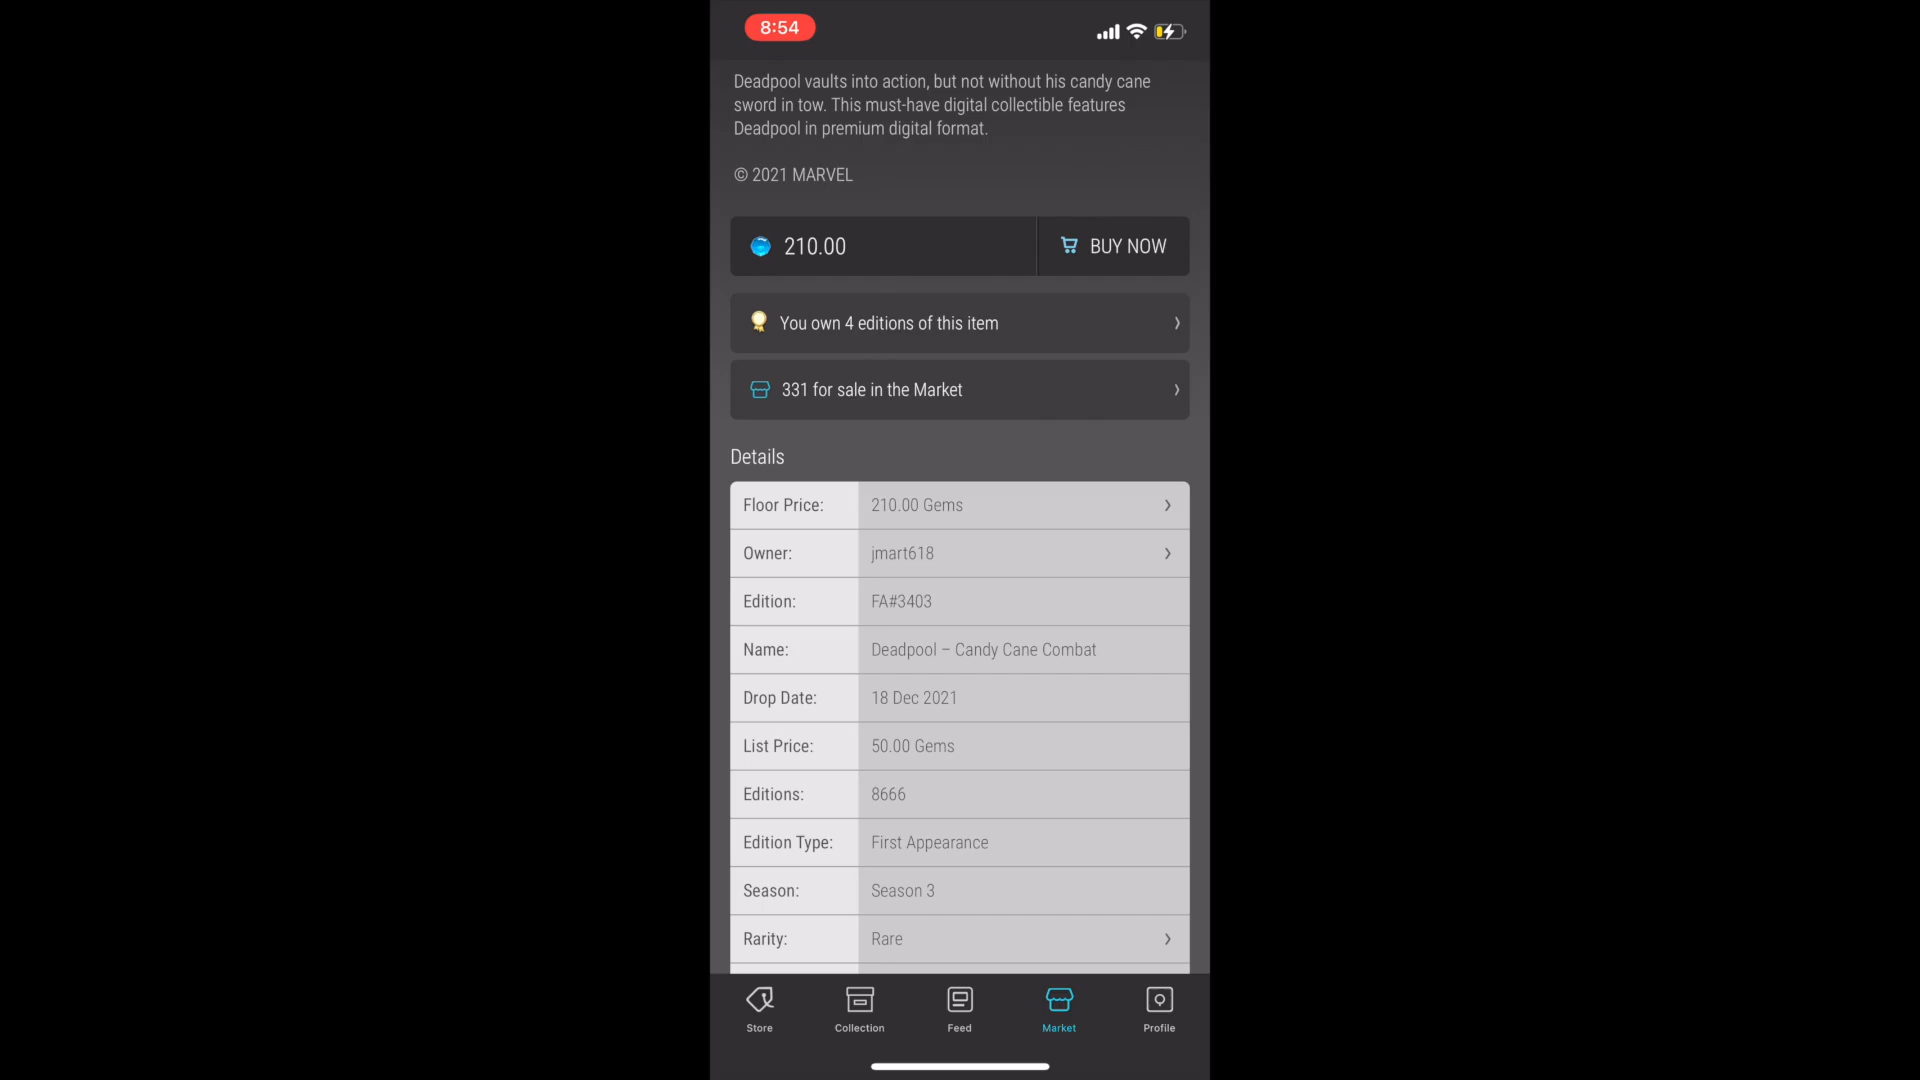 8:54
Deadpool vaults into action, but not without his candy cane
sword in tow. This must-have digital collectible features
Deadpool in premium digital format.
© 2021 MARVEL
210.00 BUY NOW
You own 4 editions of this item
331 for sale in the Market
Details
Floor Price: 210.00 Gems
Owner: jmart618
Edition: FA#3403
Name: Deadpool – Candy Cane Combat
Drop Date: 18 Dec 2021
List Price: 50.00 Gems
Editions: 8666
Edition Type: First Appearance
Season: Season 3
Rarity: Rare
Store Collection Feed Market Profile